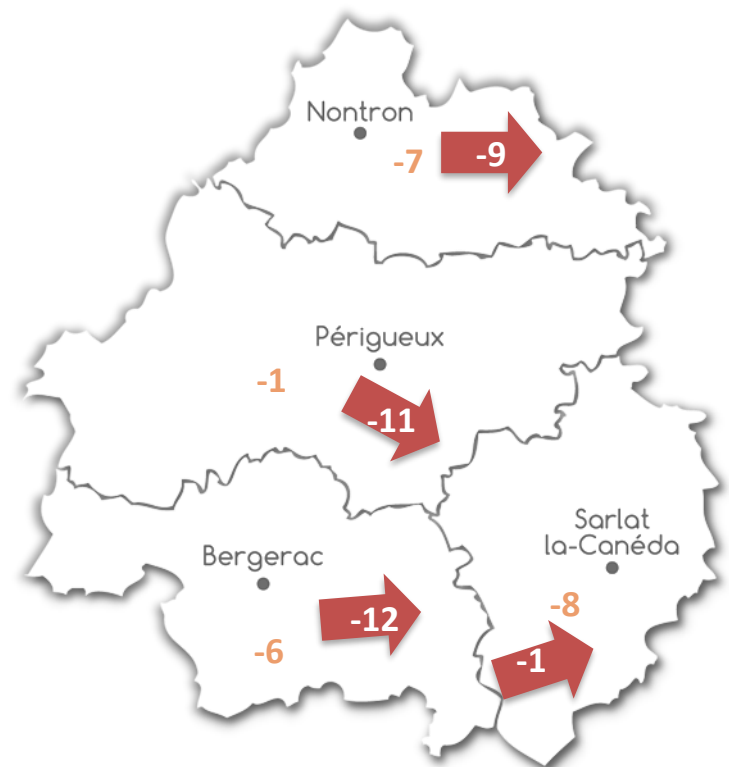 Nontron
-7
-9
Périgueux
-1
-11
Sarlat
la-Canéda
Bergerac
-8
-12
-6
-1